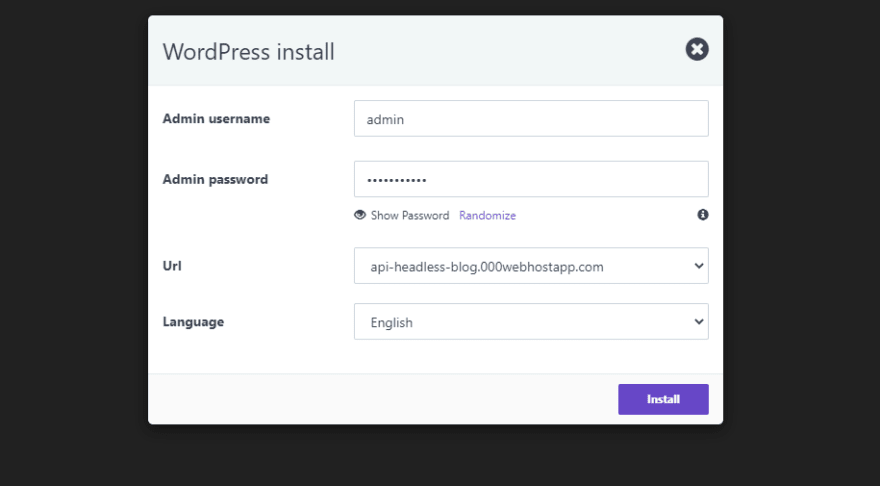 WordPress install
Admin username
admin
Admin password
•••••••••••
Show Password Randomize
Url
api-headless-blog.000webhostapp.com
Language
English
Install